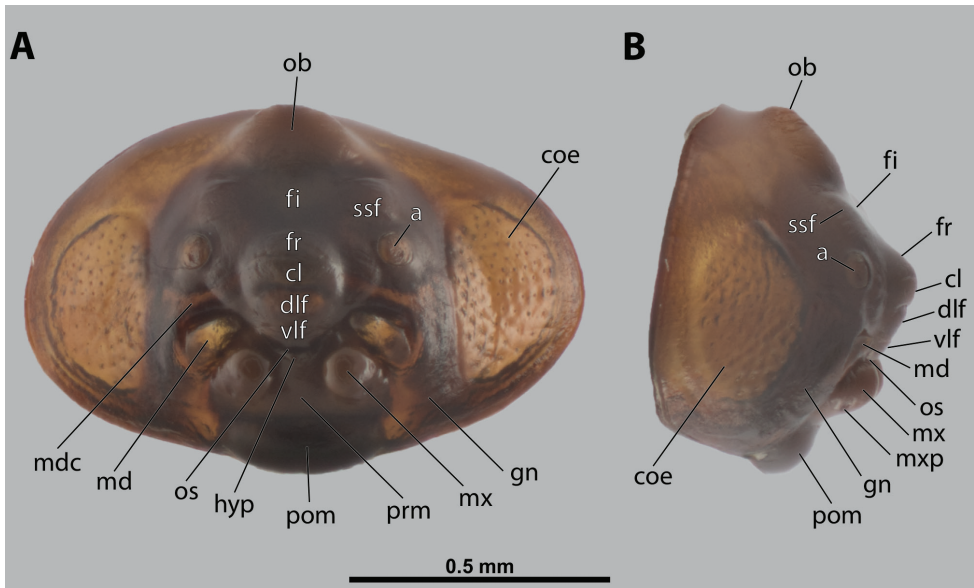 A
B
ob
ob
coe
fi
ssf
a
fi
ssf
a
fr
fr
cl
cl
dlf
dlf
vlf
vlf
md
os
mx
mxp
mdc
md
os
hyp
pom
prm
mx
gn
coe
gn
pom
0.5 mm